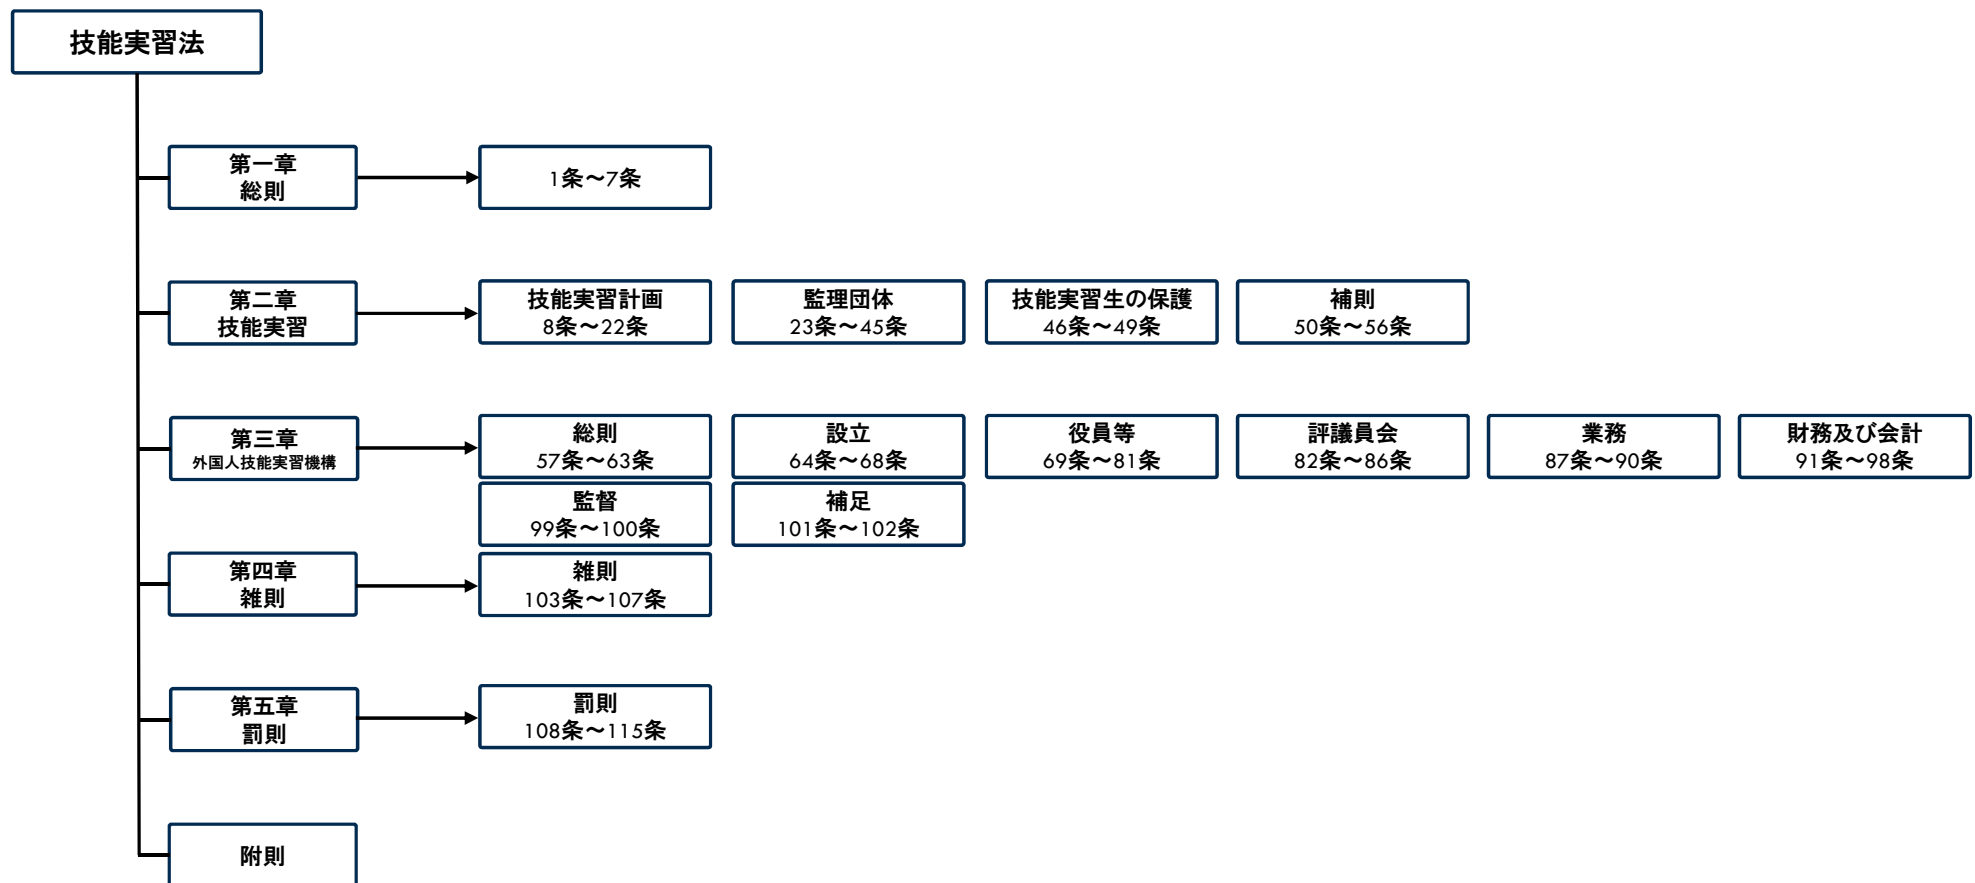 技能実習法
第一章
総則
1条～7条
第二章
技能実習
技能実習計画
8条～22条
監理団体
23条～45条
技能実習生の保護
46条～49条
補則
50条～56条
第三章
外国人技能実習機構
総則
57条～63条
設立
64条～68条
役員等
69条～81条
評議員会
82条～86条
業務
87条～90条
財務及び会計
91条～98条
監督
99条～100条
補足
101条～102条
第四章
雑則
雑則
103条～107条
第五章
罰則
罰則
108条～115条
附則